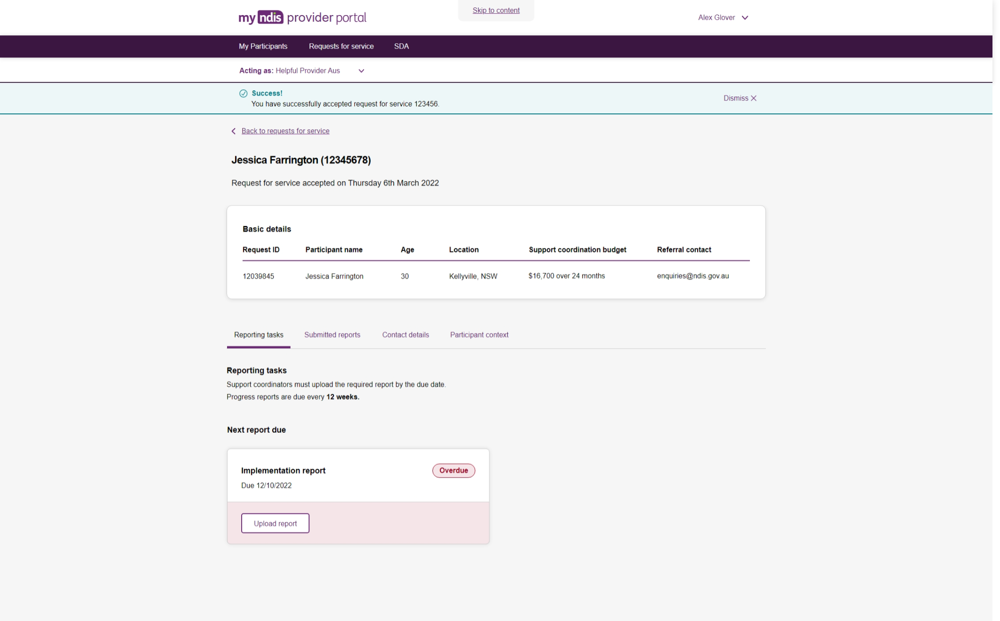 my ndis provider portal
Skip to content
Alex Glover
My Participants Requests for service SDA
Acting as: Helpful Provider Aus
Success!
You have successfully accepted request for service 123456.
Dismiss
Back to requests for service
Jessica Farrington (12345678)
Request for service accepted on Thursday 6th March 2022
Basic details
Request ID Participant name Age Location Support coordination budget Referral contact
12039845 Jessica Farrington 30 Kellyville, NSW $16,700 over 24 months enquiries@ndis.gov.au
Reporting tasks Submitted reports Contact details Participant context
Reporting tasks
Support coordinators must upload the required report by the due date.
Progress reports are due every 12 weeks.
Next report due
Implementation report Overdue
Due 12/10/2022
Upload report